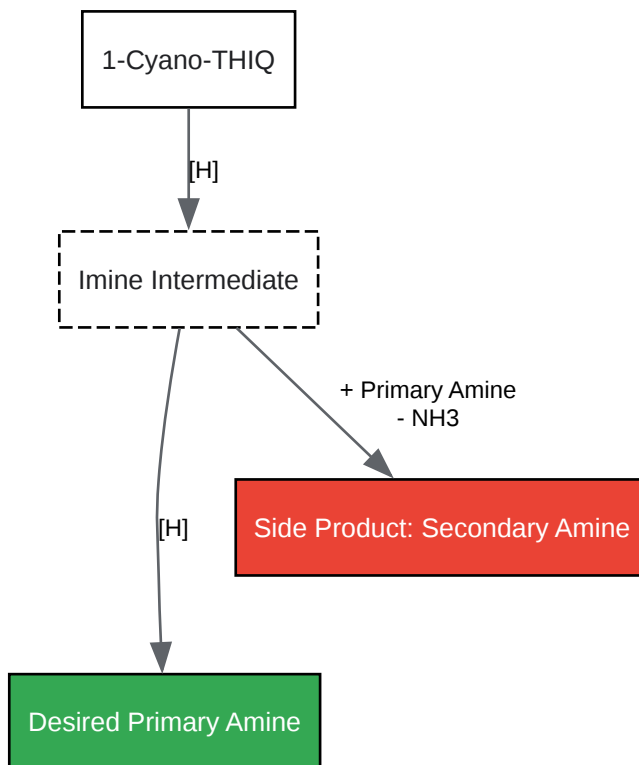 1-Cyano-THIQ
[H]
Imine Intermediate
+ Primary Amine
- NH3
Side Product: Secondary Amine
[H]
Desired Primary Amine